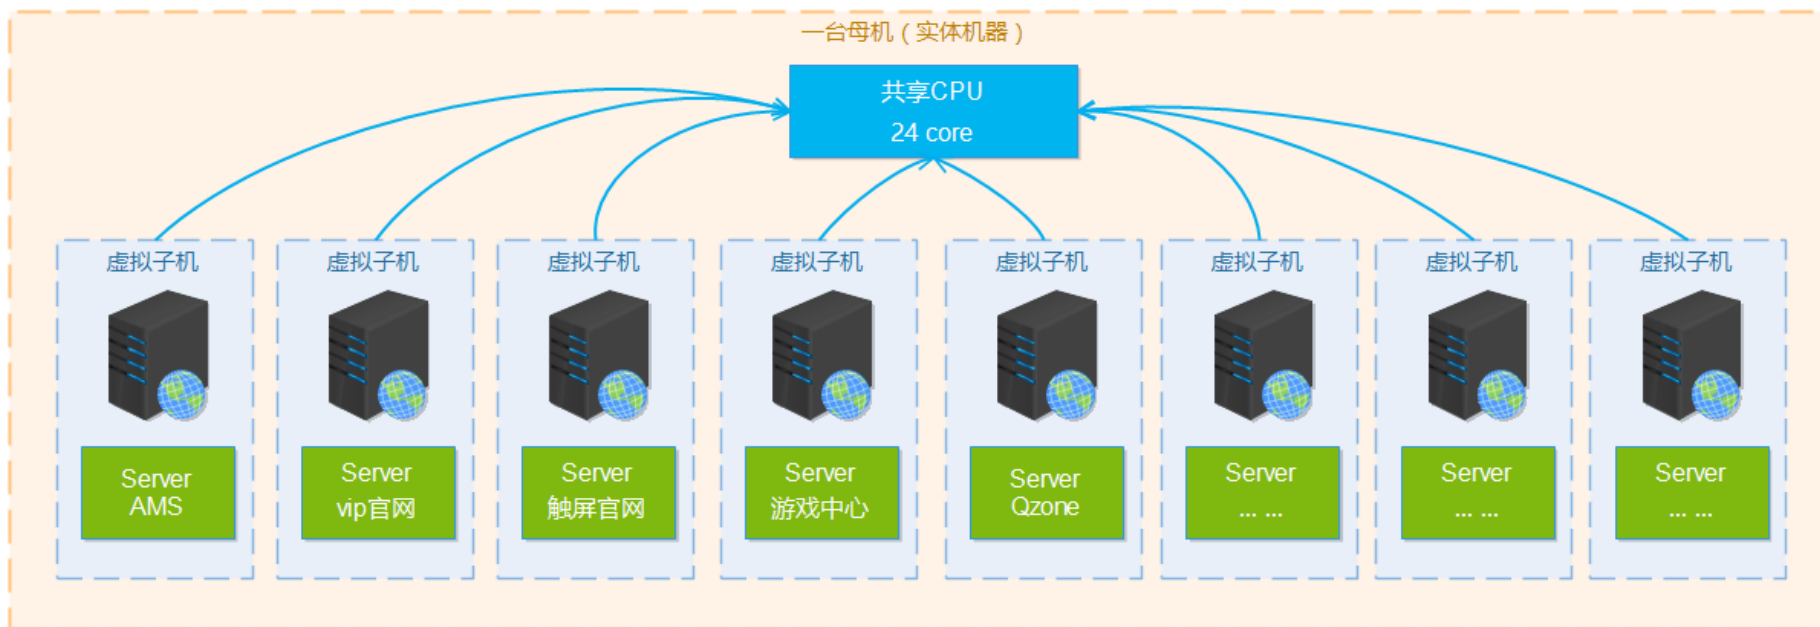 一台母机（实体机器）
共享CPU
24 core
虚拟子机
虚拟子机
虚拟子机
虚拟子机
虚拟子机
虚拟子机
虚拟子机
虚拟子机
Server
AMS
Server
vip官网
Server
触屏官网
Server
游戏中心
Server
Qzone
Server
... ...
Server
... ...
Server
... ...